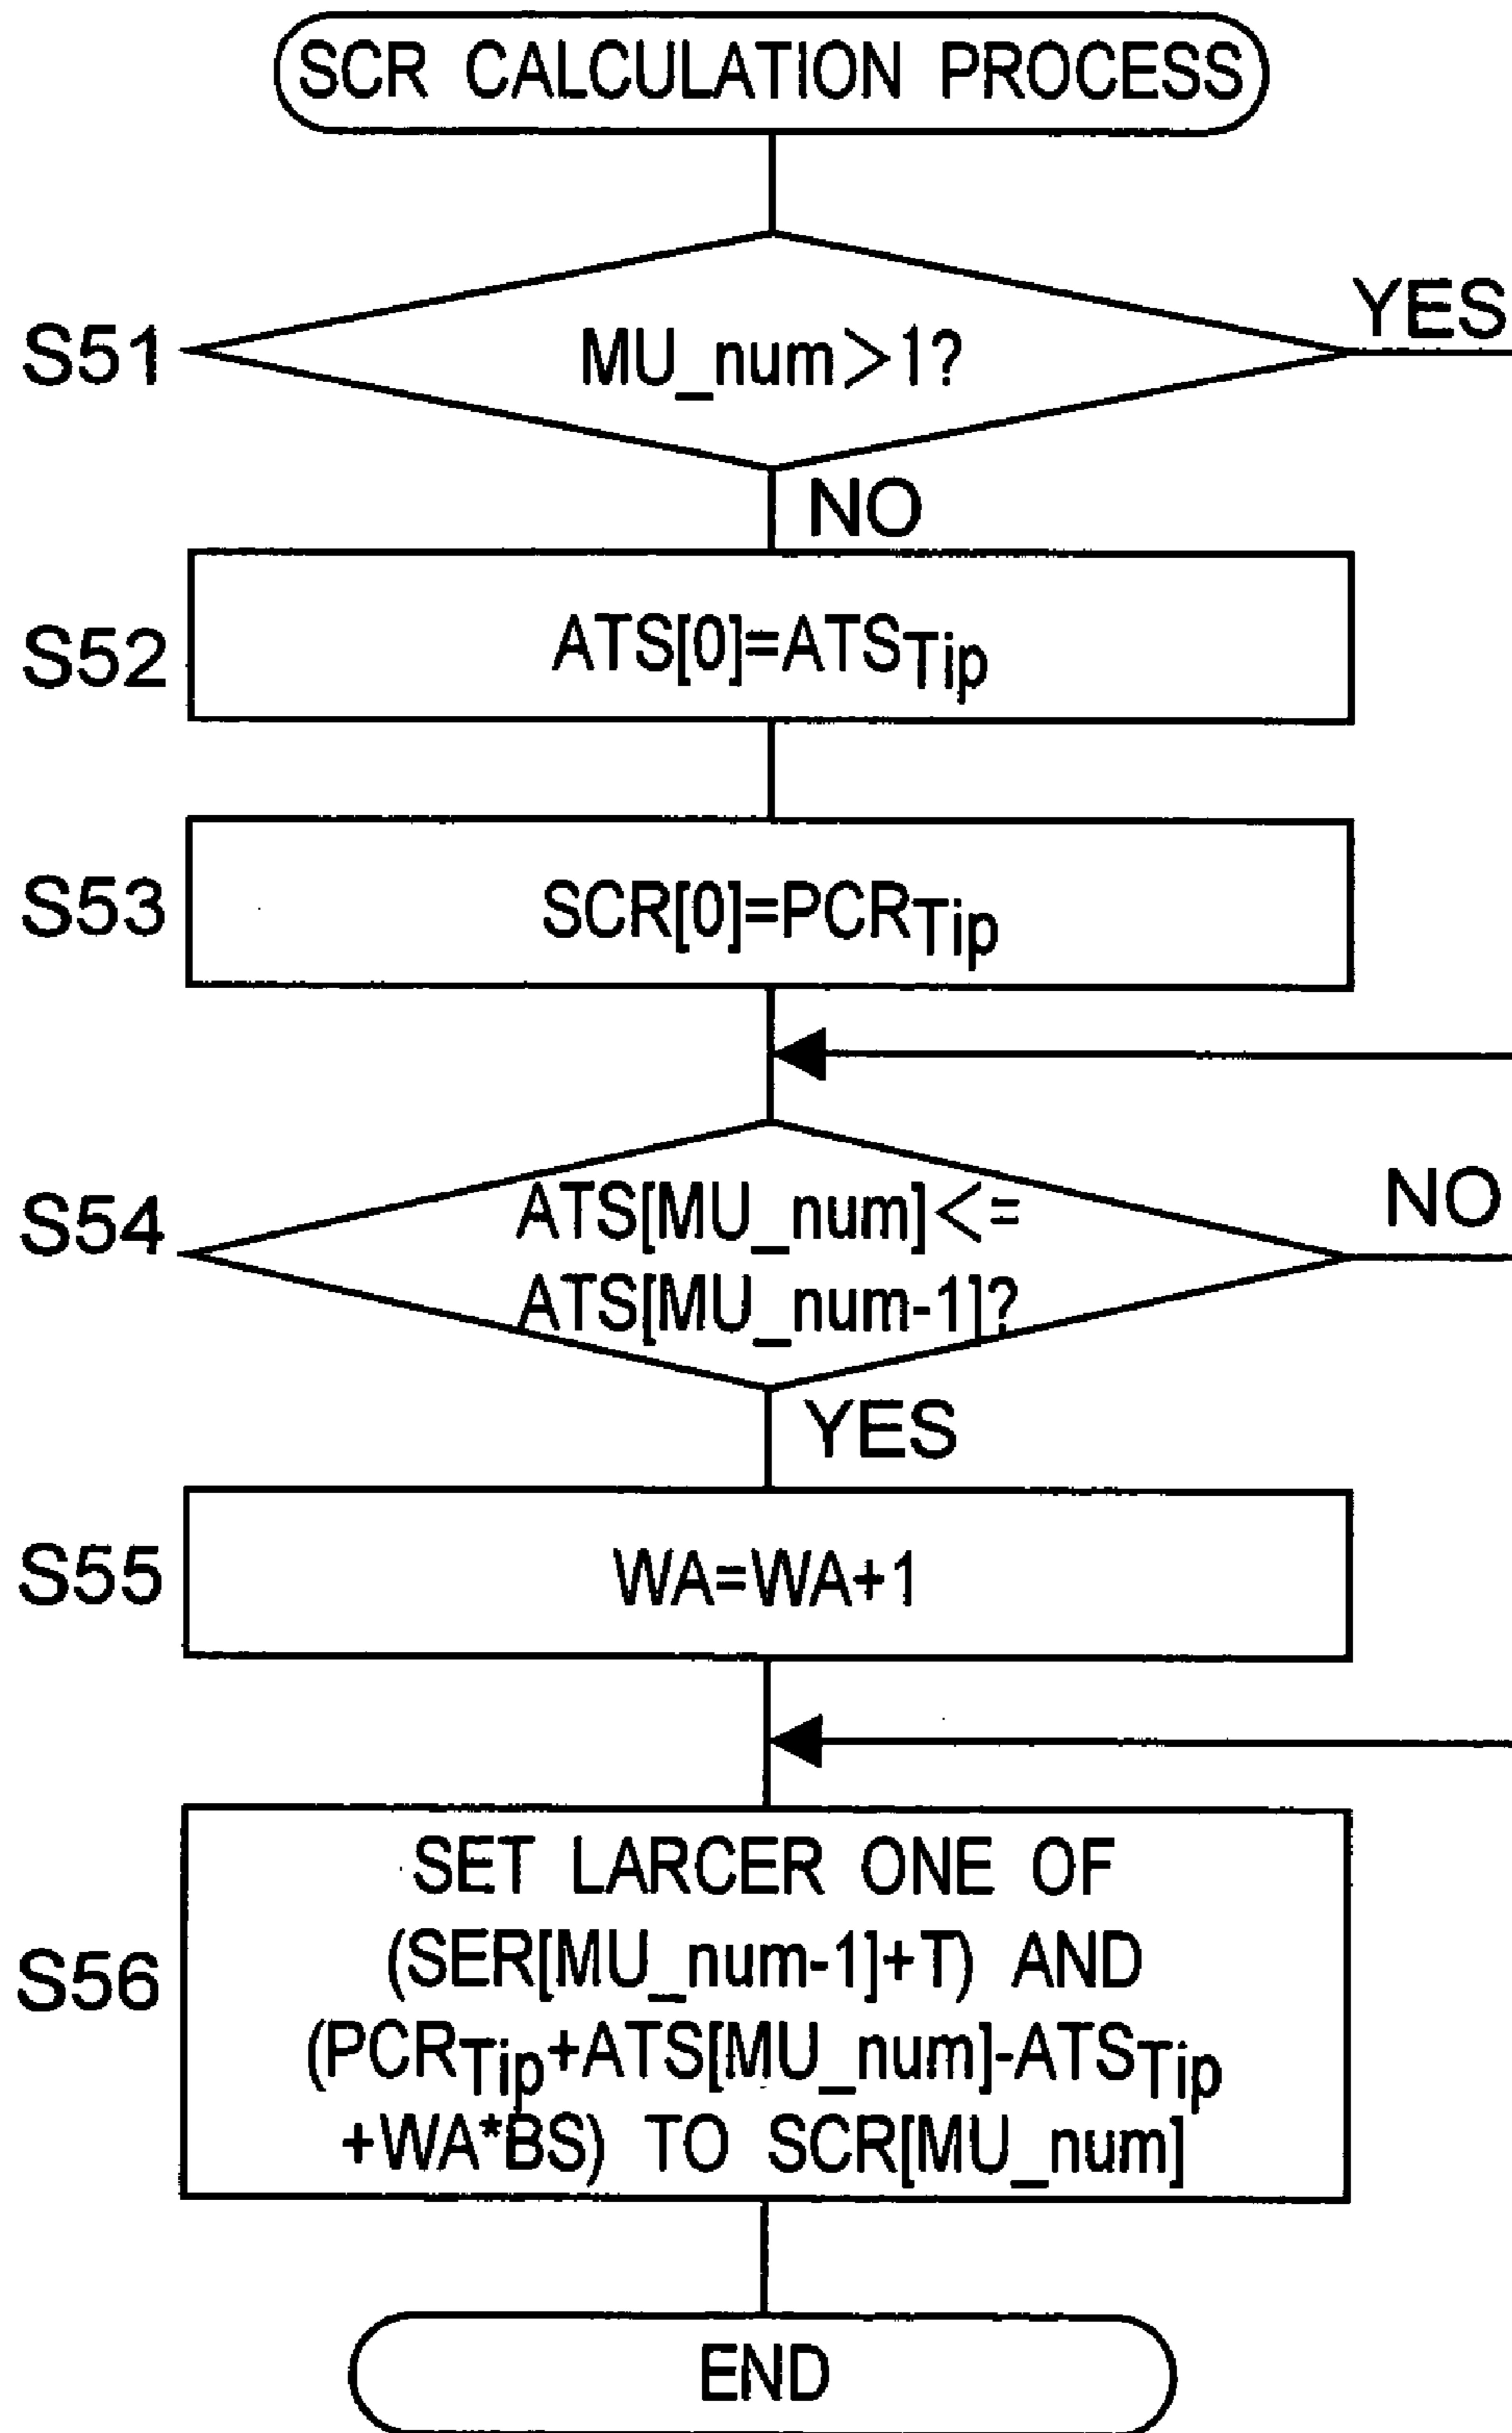 SCR CALCULATION PROCESS
YES
S51
MU_num>1?
NO
S52
ATS[0]=ATSTip
S53
SCR[0]=PCRTip
S54
ATS[MU_num]<=
NO
ATS[MU_num-1]?
YES
S55
WA=WA+1
S56
SET LARCER ONE OF
(SER[MU_num-1]+T) AND
(PCRTip+ATS[MU_num]-ATSTip
+WA*BS) TO SCR[MU_num]
END